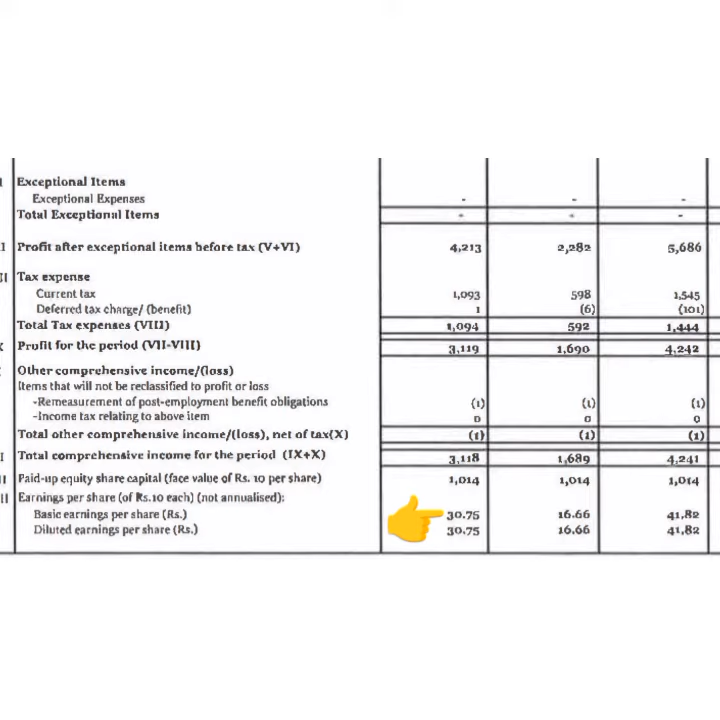 I Exceptional Items
Exceptional Expenses - - -
Total Exceptional Items - - -
I Profit after exceptional items before tax (V+VI) 4,213 2,282 5,686
II Tax expense
Current tax 1,093 598 1,545
Deferred tax charge/ (benefit) 1 (6) (101)
Total Tax expenses (VIII) 1,094 592 1,444
X Profit for the period (VII-VIII) 3,119 1,690 4,242
Other comprehensive income/(loss)
Items that will not be reclassified to profit or loss
-Remeasurement of post-employment benefit obligations (1) (1) (1)
-Income tax relating to above item 0 0 0
Total other comprehensive income/(loss), net of tax(X) (1) (1) (1)
I Total comprehensive income for the period (IX+X) 3,118 1,689 4,241
II Paid-up equity share capital (face value of Rs. 10 per share) 1,014 1,014 1,014
II Earnings per share (of Rs.10 each) (not annualised):
Basic earnings per share (Rs.) 30.75 16.66 41.82
Diluted earnings per share (Rs.) 30.75 16.66 41.82